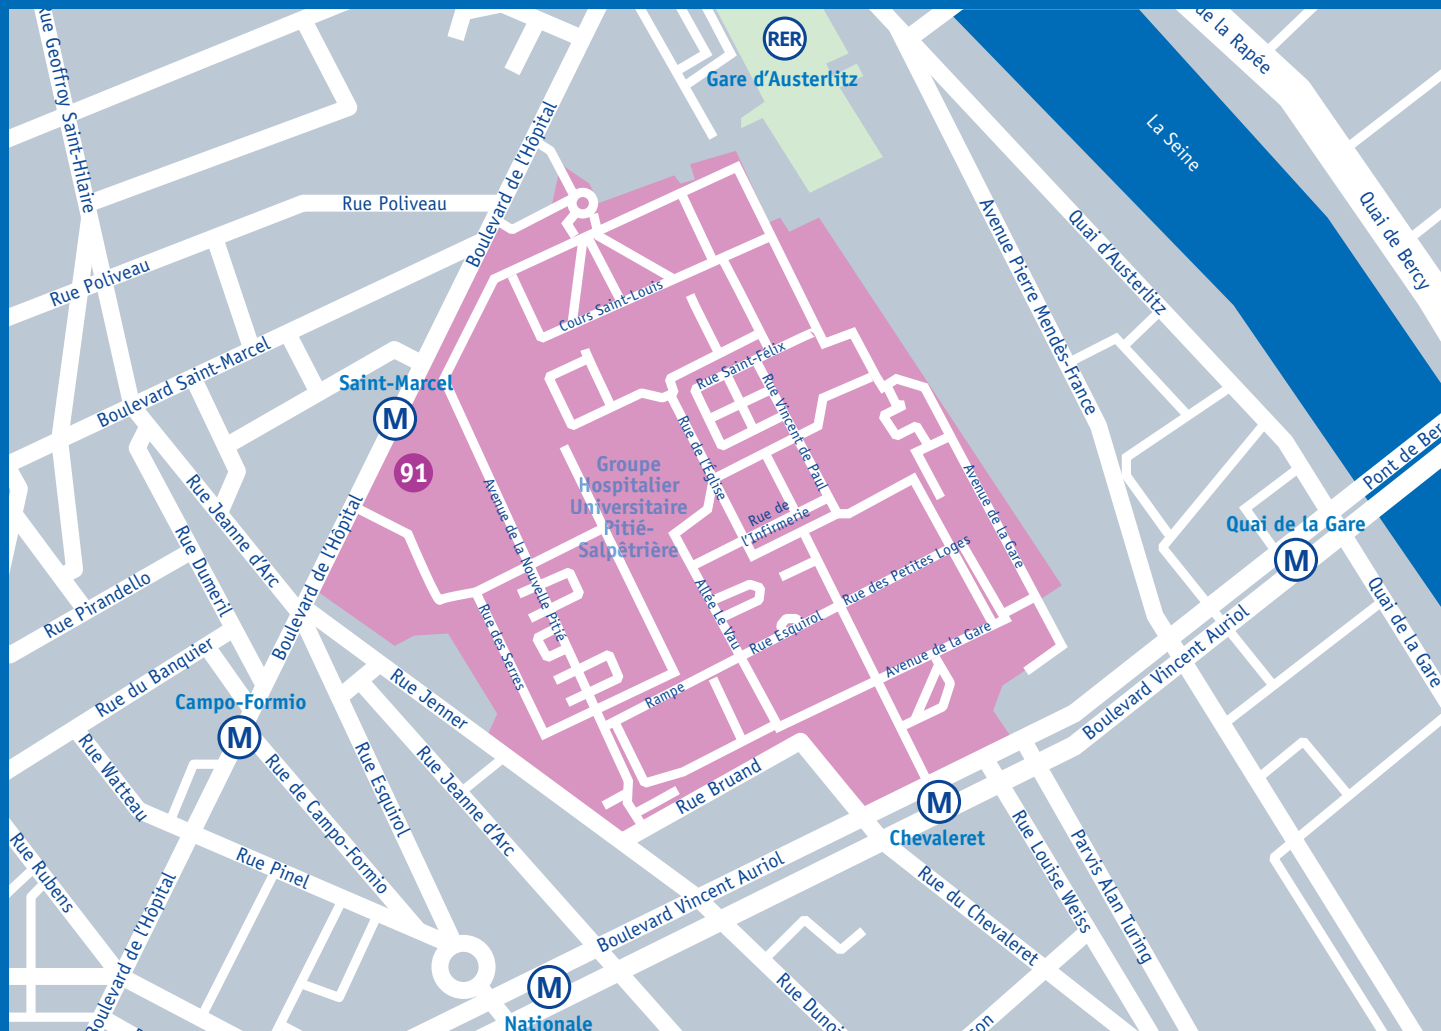 Rue Geoffroy Saint-Hilaire
Boulevard de l'Hôpital
RER
Gare d'Austerlitz
de la Rapée
La Seine
Rue Poliveau
Rue Poliveau
Avenue Pierre Mendès-France
Quai d'Austerlitz
Quai de Bercy
Cours Saint-Louis
Boulevard Saint-Marcel
Saint-Marcel
M
91
Rue Saint-Félix
Rue Vincent de Paul
Rue de l'Église
Groupe
Hospitalier
Universitaire
Pitié-
Salpêtrière
Avenue de la Nouvelle Pitié
Rue de
l'Infirmerie
Avenue de la Gare
Pont de Ber
Quai de la Gare
M
Rue Jeanne d'Arc
Rue Dumeril
Boulevard de l'Hôpital
Rue Pirandello
Rue des Serres
Allée Le Vau
Rue Esquirol
Rue des Petites Loges
Avenue de la Gare
Quai de la Gare
Boulevard Vincent Auriol
Rue du Banquier
Campo-Formio
M
Rue Jenner
Rampe
Rue Watteau
Rue de Campo-Formio
Rue Esquirol
Rue Jeanne d'Arc
Rue Bruand
M
Chevaleret
Rue Rubens
Rue Pinel
Boulevard de l'Hôpital
Boulevard Vincent Auriol
Rue du Chevaleret
Rue Louise Weiss
Parvis Alan Turing
M
Nationale
Rue Duno
son